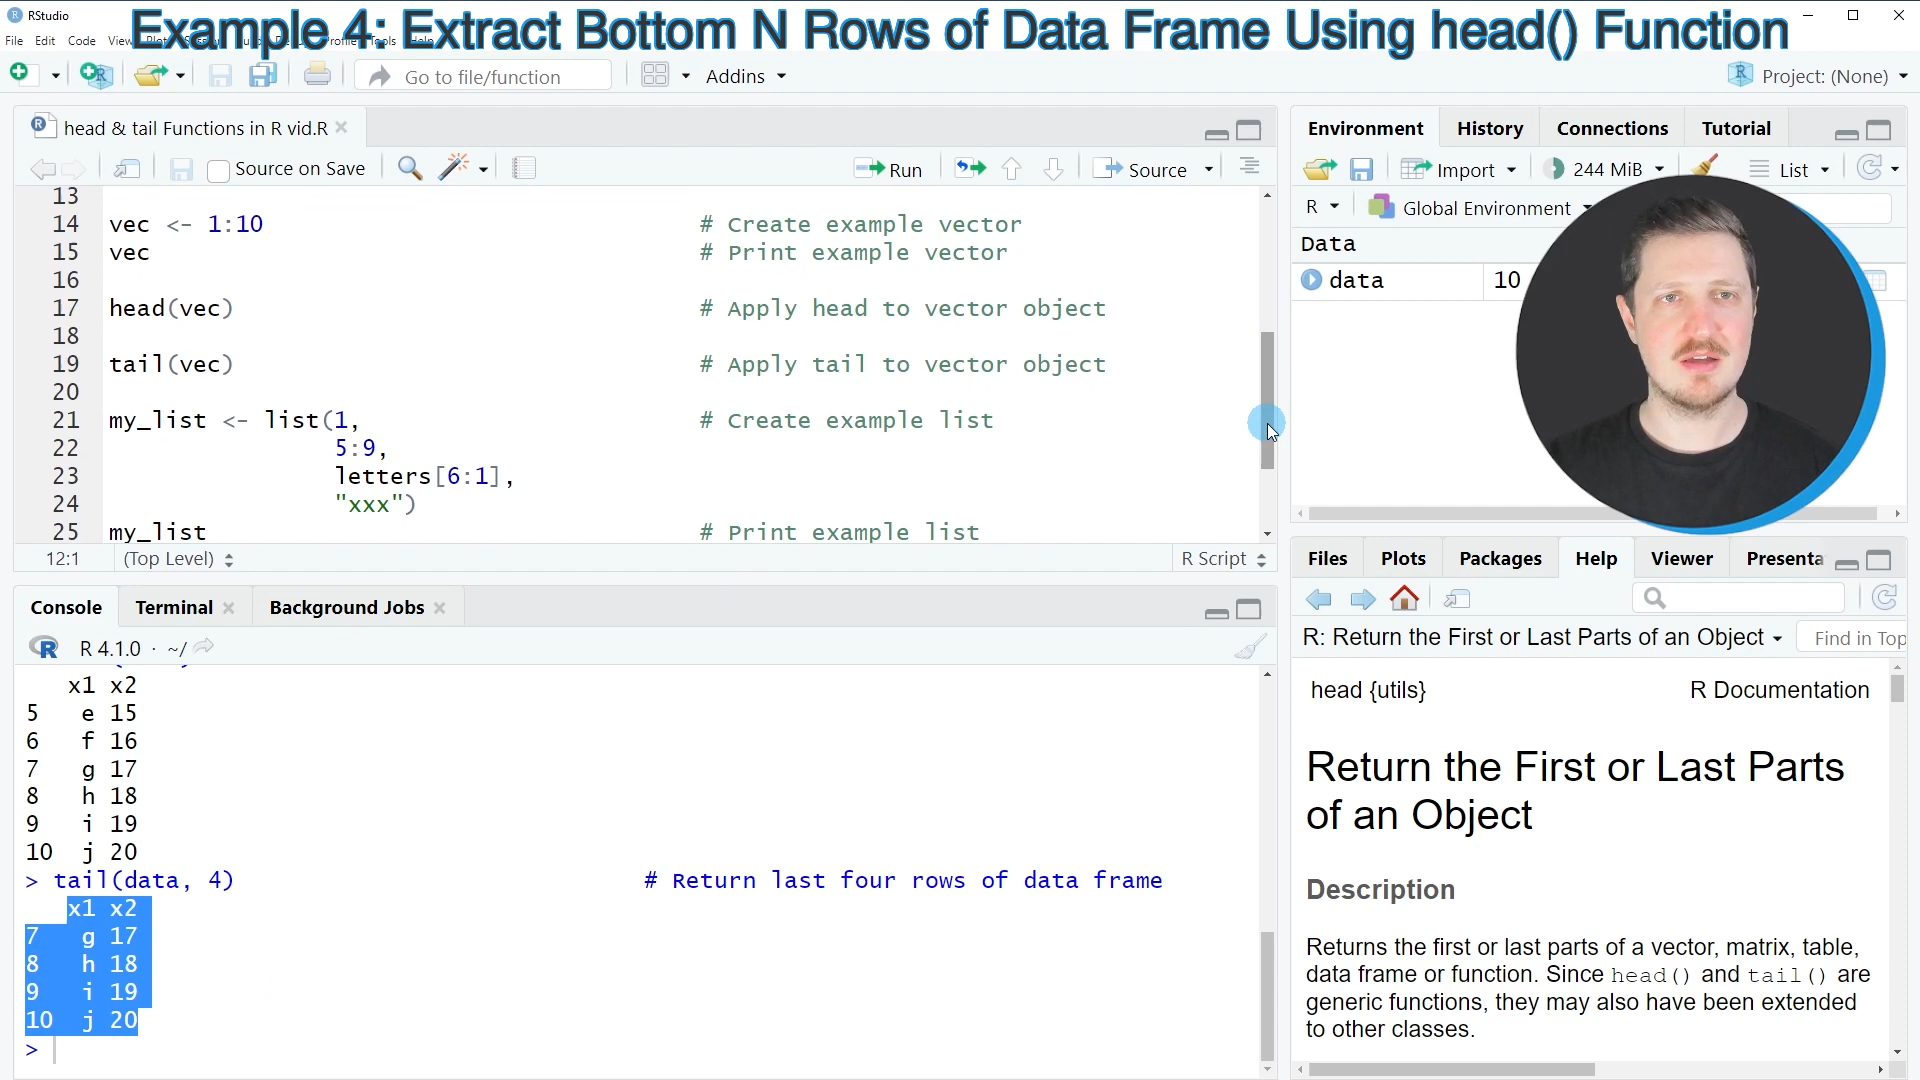 RStudio
Example 4: Extract Bottom N Rows of Data Frame Using head() Function
File Edit Code View
Go to file/function
Addins
Project: (None)
head & tail Functions in R vid.R
Source on Save
Run
Source
13
14 vec <- 1:10 # Create example vector
15 vec # Print example vector
16
17 head(vec) # Apply head to vector object
18
19 tail(vec) # Apply tail to vector object
20
21 my_list <- list(1, # Create example list
22 5:9,
23 letters[6:1],
24 "xxx")
25 my_list # Print example list
12:1 (Top Level) R Script
Console Terminal Background Jobs
R 4.1.0 · ~/
x1 x2
5 e 15
6 f 16
7 g 17
8 h 18
9 i 19
10 j 20
> tail(data, 4) # Return last four rows of data frame
x1 x2
7 g 17
8 h 18
9 i 19
10 j 20
>
Environment History Connections Tutorial
Import 244 MiB List
R Global Environment
Data
data 10
Files Plots Packages Help Viewer Presenta
R: Return the First or Last Parts of an Object Find in Top
head {utils} R Documentation
Return the First or Last Parts
of an Object
Description
Returns the first or last parts of a vector, matrix, table,
data frame or function. Since head() and tail() are
generic functions, they may also have been extended
to other classes.